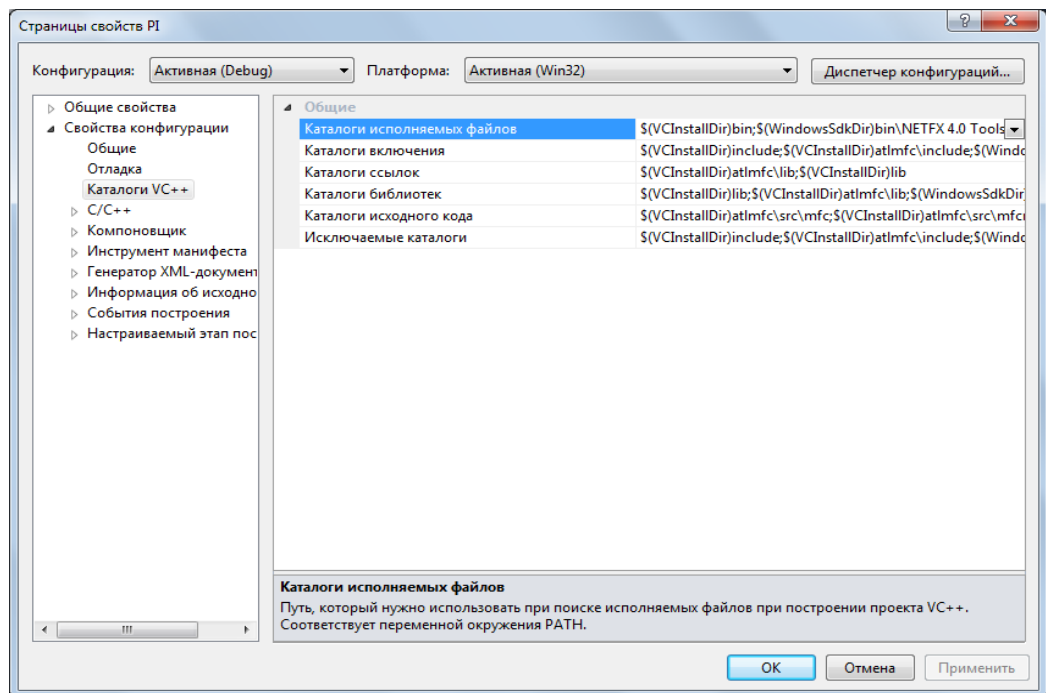 Страницы свойств PI
Конфигурация: Активная (Debug) Платформа: Активная (Win32) Диспетчер конфигураций...
Общие свойства
Свойства конфигурации
Общие
Отладка
Каталоги VC++
C/C++
Компоновщик
Инструмент манифеста
Генератор XML-документ
Информация об исходно
События построения
Настраиваемый этап пос
Общие
Каталоги исполняемых файлов $(VCInstallDir)bin;$(WindowsSdkDir)bin\NETFX 4.0 Tools
Каталоги включения $(VCInstallDir)include;$(VCInstallDir)atlmfc\include;$(Windo
Каталоги ссылок $(VCInstallDir)atlmfc\lib;$(VCInstallDir)lib
Каталоги библиотек $(VCInstallDir)lib;$(VCInstallDir)atlmfc\lib;$(WindowsSdkDir
Каталоги исходного кода $(VCInstallDir)atlmfc\src\mfc;$(VCInstallDir)atlmfc\src\mfc
Исключаемые каталоги $(VCInstallDir)include;$(VCInstallDir)atlmfc\include;$(Windo
Каталоги исполняемых файлов
Путь, который нужно использовать при поиске исполняемых файлов при построении проекта VC++.
Соответствует переменной окружения PATH.
OK Отмена Применить